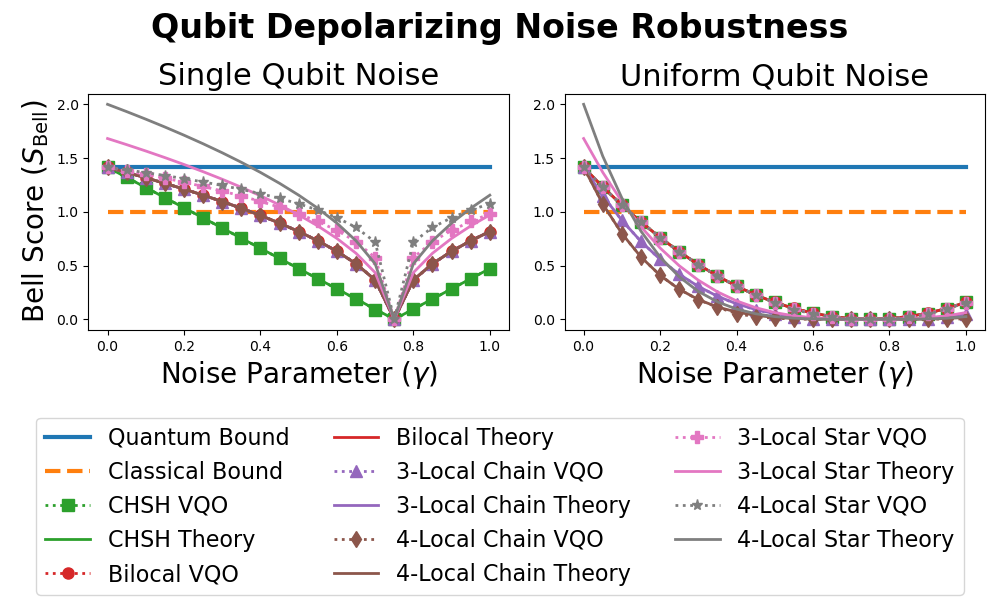 Qubit Depolarizing Noise Robustness
Single Qubit Noise
Uniform Qubit Noise
Bell Score (S_Bell)
2.0
1.5
1.0
0.5
0.0
0.0 0.2 0.4 0.6 0.8 1.0
Noise Parameter (γ)
2.0
1.5
1.0
0.5
0.0
0.0 0.2 0.4 0.6 0.8 1.0
Noise Parameter (γ)
Quantum Bound
Classical Bound
CHSH VQO
CHSH Theory
Bilocal VQO
Bilocal Theory
3-Local Chain VQO
3-Local Chain Theory
4-Local Chain VQO
4-Local Chain Theory
3-Local Star VQO
3-Local Star Theory
4-Local Star VQO
4-Local Star Theory